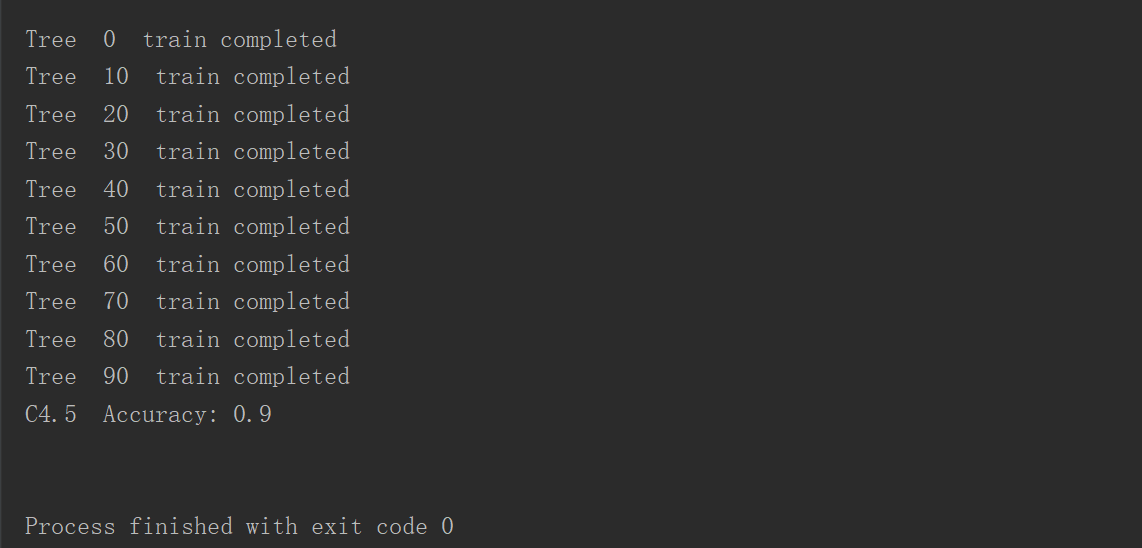 Tree  0  train completed
Tree  10  train completed
Tree  20  train completed
Tree  30  train completed
Tree  40  train completed
Tree  50  train completed
Tree  60  train completed
Tree  70  train completed
Tree  80  train completed
Tree  90  train completed
C4.5  Accuracy: 0.9
Process finished with exit code 0